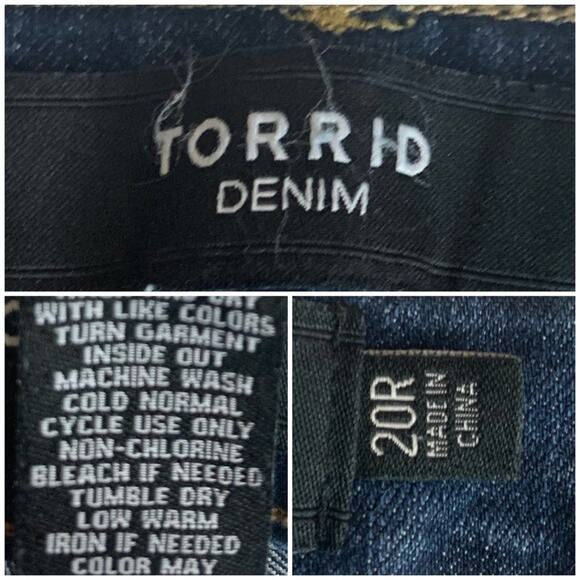 TORRID
DENIM
WITH LIKE COLORS
TURN GARMENT
INSIDE OUT
MACHINE WASH
COLD NORMAL
CYCLE USE ONLY
NON-CHLORINE
BLEACH IF NEEDED
TUMBLE DRY
LOW WARM
IRON IF NEEDED
COLOR MAY
20R
MADE IN
CHINA